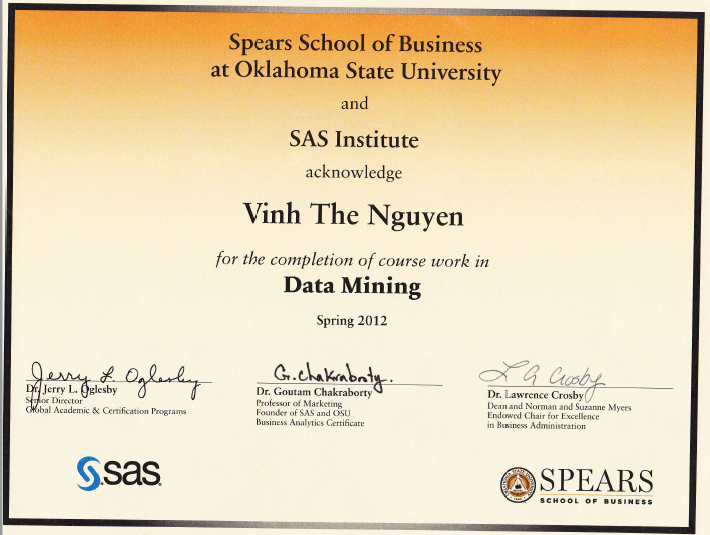 Spears School of Business
at Oklahoma State University
and
SAS Institute
acknowledge
Vinh The Nguyen
for the completion of course work in
Data Mining
Spring 2012
Jerry L. Oglesby
Dr. Jerry L. Oglesby
Senior Director
Global Academic & Certification Programs
G. Chakraborty.
Dr. Goutam Chakraborty
Professor of Marketing
Founder of SAS and OSU
Business Analytics Certificate
L A Crosby
Dr. Lawrence Crosby
Dean and Norman and Suzanne Myers
Endowed Chair for Excellence
in Business Administration
sas
SPEARS
SCHOOL OF BUSINESS